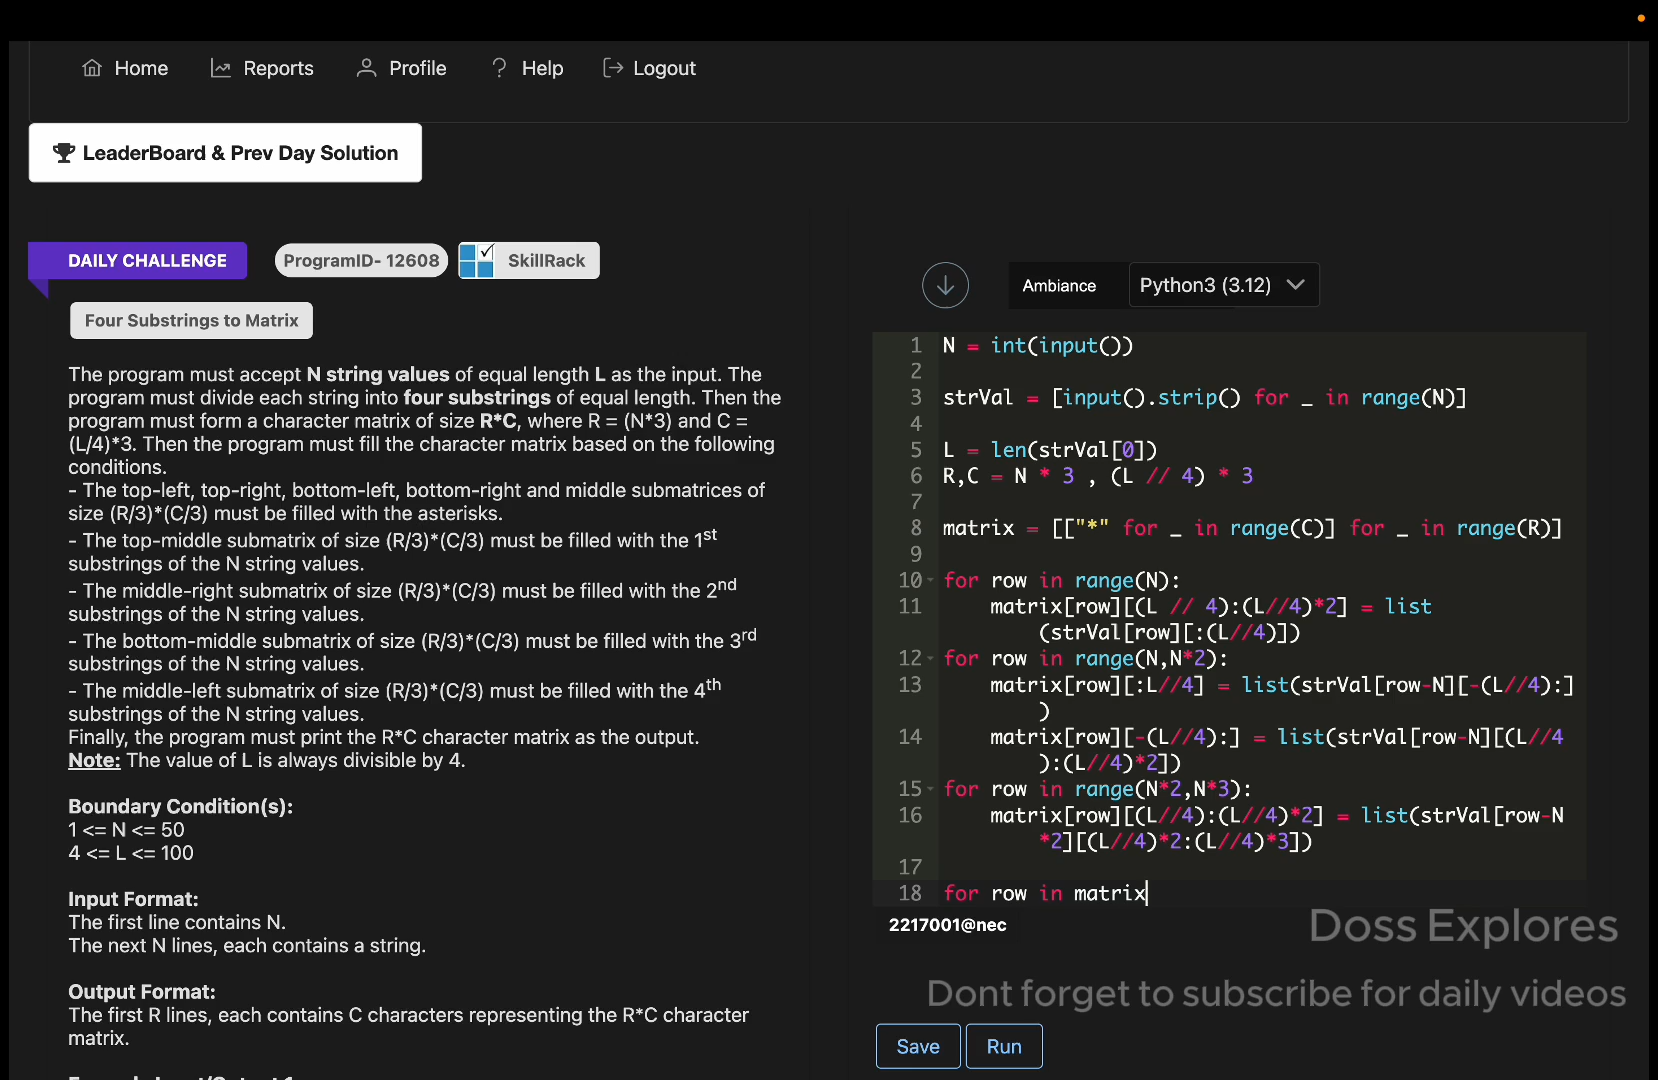 Home
Reports
Profile
? Help
Logout
LeaderBoard & Prev Day Solution
DAILY CHALLENGE
ProgramID- 12608
SkillRack
Four Substrings to Matrix
The program must accept N string values of equal length L as the input. The
program must divide each string into four substrings of equal length. Then the
program must form a character matrix of size R*C, where R = (N*3) and C =
(L/4)*3. Then the program must fill the character matrix based on the following
conditions.
- The top-left, top-right, bottom-left, bottom-right and middle submatrices of
size (R/3)*(C/3) must be filled with the asterisks.
- The top-middle submatrix of size (R/3)*(C/3) must be filled with the 1st
substrings of the N string values.
- The middle-right submatrix of size (R/3)*(C/3) must be filled with the 2nd
substrings of the N string values.
- The bottom-middle submatrix of size (R/3)*(C/3) must be filled with the 3rd
substrings of the N string values.
- The middle-left submatrix of size (R/3)*(C/3) must be filled with the 4th
substrings of the N string values.
Finally, the program must print the R*C character matrix as the output.
Note: The value of L is always divisible by 4.
Boundary Condition(s):
1 <= N <= 50
4 <= L <= 100
Input Format:
The first line contains N.
The next N lines, each contains a string.
Output Format:
The first R lines, each contains C characters representing the R*C character
matrix.
Ambiance
Python3 (3.12)
1 N = int(input())
2
3 strVal = [input().strip() for _ in range(N)]
4
5 L = len(strVal[0])
6 R,C = N * 3 , (L // 4) * 3
7
8 matrix = [["*" for _ in range(C)] for _ in range(R)]
9
10 for row in range(N):
11 matrix[row][(L // 4):(L//4)*2] = list
(strVal[row][:(L//4)])
12 for row in range(N,N*2):
13 matrix[row][:L//4] = list(strVal[row-N][-(L//4):]
)
14 matrix[row][-(L//4):] = list(strVal[row-N][(L//4
):(L//4)*2])
15 for row in range(N*2,N*3):
16 matrix[row][(L//4):(L//4)*2] = list(strVal[row-N
*2][(L//4)*2:(L//4)*3])
17
18 for row in matrix
2217001@nec
Doss Explores
Dont forget to subscribe for daily videos
Save
Run